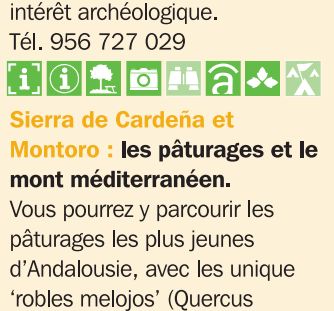 intérêt archéologique.
Tél. 956 727 029
Sierra de Cardeña et
Montoro : les pâturages et le
mont méditerranéen.
Vous pourrez y parcourir les
pâturages les plus jeunes
d'Andalousie, avec les unique
'robles melojos' (Quercus